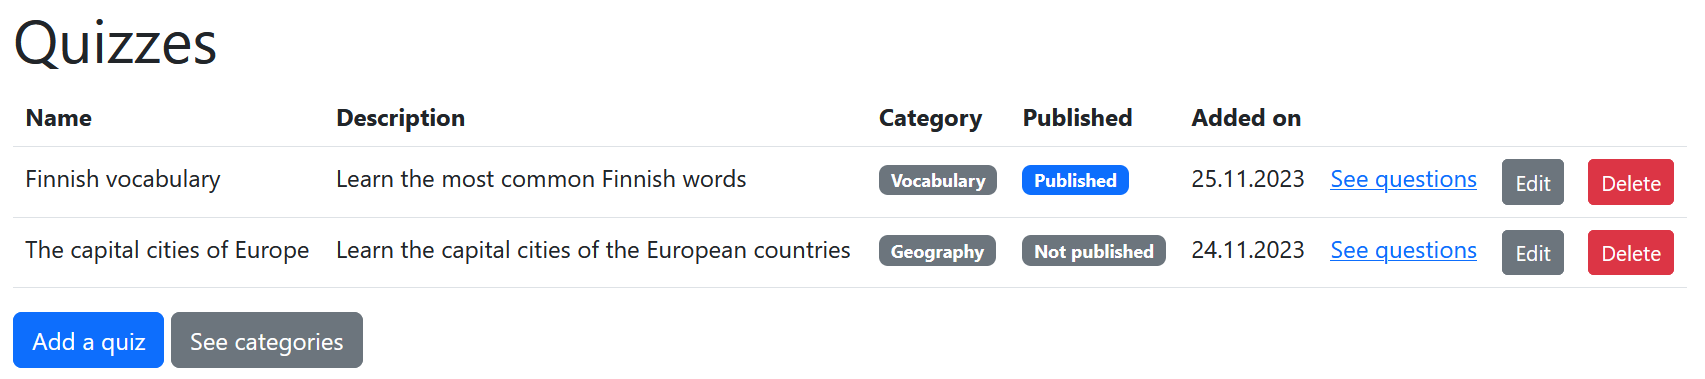 Quizzes
Name Description Category Published Added on
Finnish vocabulary Learn the most common Finnish words Vocabulary Published 25.11.2023 See questions Edit Delete
The capital cities of Europe Learn the capital cities of the European countries Geography Not published 24.11.2023 See questions Edit Delete
Add a quiz See categories